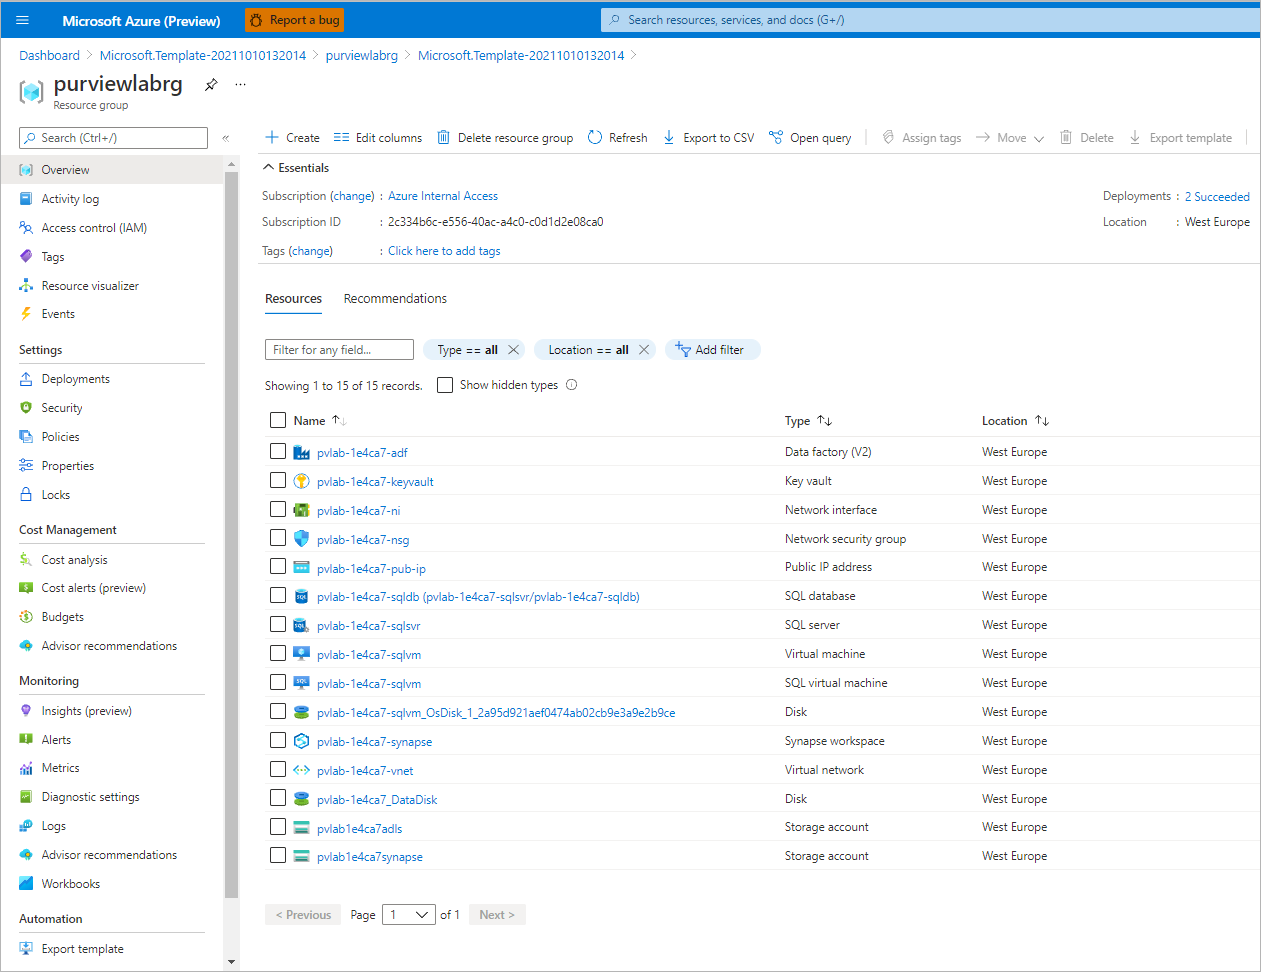 Microsoft Azure (Preview) Report a bug Search resources, services, and docs (G+/)
Dashboard > Microsoft.Template-20211010132014 > purviewlabrg > Microsoft.Template-20211010132014 >
purviewlabrg ...
Resource group
Search (Ctrl+/) «
Overview
Activity log
Access control (IAM)
Tags
Resource visualizer
Events
Settings
Deployments
Security
Policies
Properties
Locks
Cost Management
Cost analysis
Cost alerts (preview)
Budgets
Advisor recommendations
Monitoring
Insights (preview)
Alerts
Metrics
Diagnostic settings
Logs
Advisor recommendations
Workbooks
Automation
Export template
Create Edit columns Delete resource group Refresh Export to CSV Open query Assign tags Move Delete Export template
Essentials
Subscription (change) : Azure Internal Access Deployments : 2 Succeeded
Subscription ID : 2c334b6c-e556-40ac-a4c0-c0d1d2e08ca0 Location : West Europe
Tags (change) : Click here to add tags
Resources Recommendations
Filter for any field... Type == all Location == all Add filter
Showing 1 to 15 of 15 records. Show hidden types
Name Type Location
pvlab-1e4ca7-adf Data factory (V2) West Europe
pvlab-1e4ca7-keyvault Key vault West Europe
pvlab-1e4ca7-ni Network interface West Europe
pvlab-1e4ca7-nsg Network security group West Europe
pvlab-1e4ca7-pub-ip Public IP address West Europe
pvlab-1e4ca7-sqldb (pvlab-1e4ca7-sqlsvr/pvlab-1e4ca7-sqldb) SQL database West Europe
pvlab-1e4ca7-sqlsvr SQL server West Europe
pvlab-1e4ca7-sqlvm Virtual machine West Europe
pvlab-1e4ca7-sqlvm SQL virtual machine West Europe
pvlab-1e4ca7-sqlvm_OsDisk_1_2a95d921aef0474ab02cb9e3a9e2b9ce Disk West Europe
pvlab-1e4ca7-synapse Synapse workspace West Europe
pvlab-1e4ca7-vnet Virtual network West Europe
pvlab-1e4ca7_DataDisk Disk West Europe
pvlab1e4ca7adls Storage account West Europe
pvlab1e4ca7synapse Storage account West Europe
< Previous Page 1 of 1 Next >